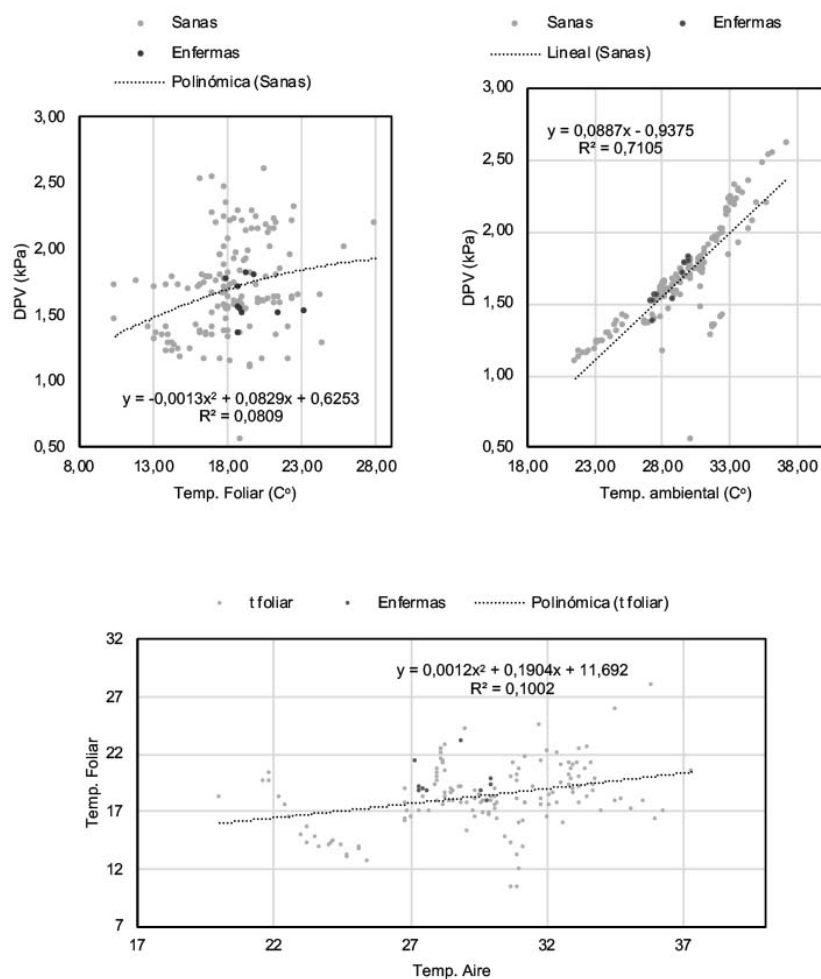 Sanas
Enfermas
Polinómica (Sanas)
3,00
2,50
2,00
1,50
1,00
0,50
DPV (kPa)
y = -0,0013x² + 0,0829x + 0,6253
R² = 0,0809
8,00 13,00 18,00 23,00 28,00
Temp. Foliar (Cº)
Sanas Enfermas
Lineal (Sanas)
3,00
2,50
2,00
1,50
1,00
0,50
DPV (kPa)
y = 0,0887x - 0,9375
R² = 0,7105
18,00 23,00 28,00 33,00 38,00
Temp. ambiental (Cº)
t foliar Enfermas Polinómica (t foliar)
32
27
22
17
12
7
Temp. Foliar
y = 0,0012x² + 0,1904x + 11,692
R² = 0,1002
17 22 27 32 37
Temp. Aire